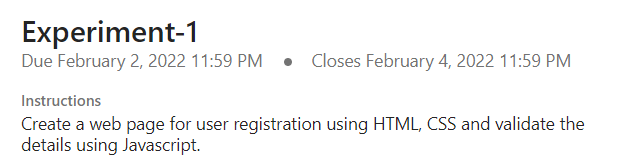 Experiment-1
Due February 2, 2022 11:59 PM • Closes February 4, 2022 11:59 PM
Instructions
Create a web page for user registration using HTML, CSS and validate the
details using Javascript.